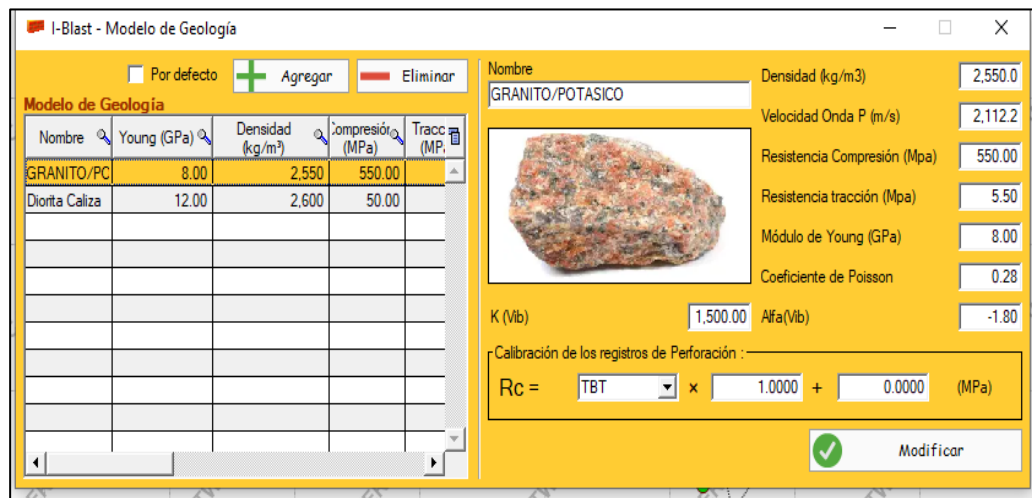 I-Blast - Modelo de Geología
Por defecto
Agregar
Eliminar
Modelo de Geología
Nombre Young (GPa) Densidad (kg/m³) Compresión (MPa) Tracc (MPa
GRANITO/PC 8.00 2,550 550.00
Diorita Caliza 12.00 2,600 50.00
Nombre
GRANITO/POTASICO
Densidad (kg/m3) 2,550.0
Velocidad Onda P (m/s) 2,112.2
Resistencia Compresión (Mpa) 550.00
Resistencia tracción (Mpa) 5.50
Módulo de Young (GPa) 8.00
Coeficiente de Poisson 0.28
K (Vib) 1,500.00 Alfa(Vib) -1.80
Calibración de los registros de Perforación :
Rc = TBT × 1.0000 + 0.0000 (MPa)
Modificar